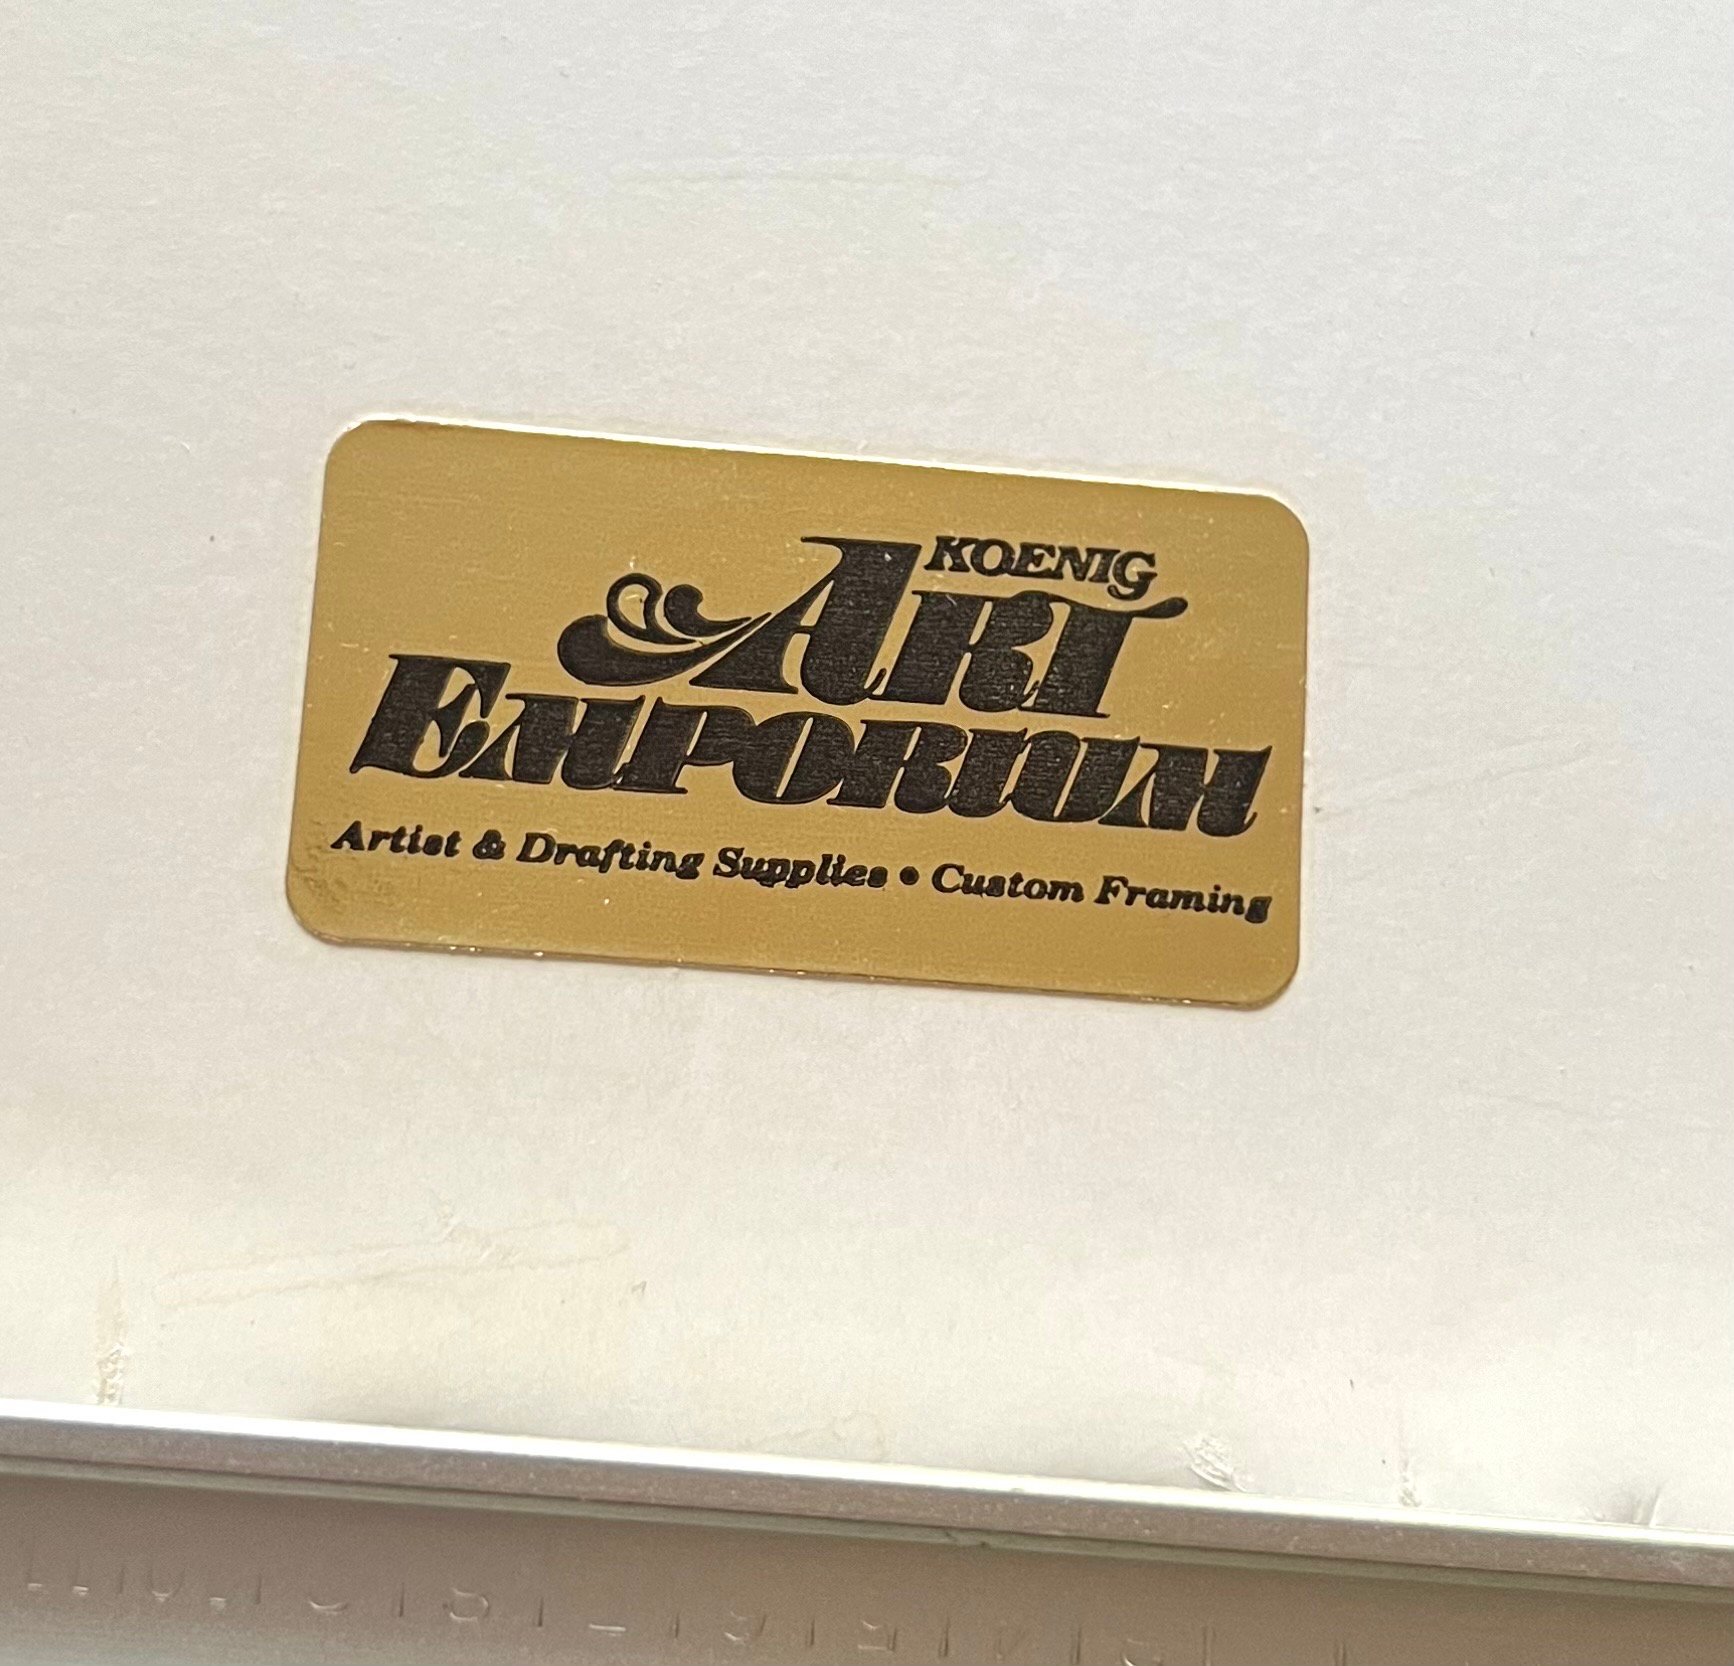 KOENIG
ART
EMPORIUM
Artist & Drafting Supplies • Custom Framing